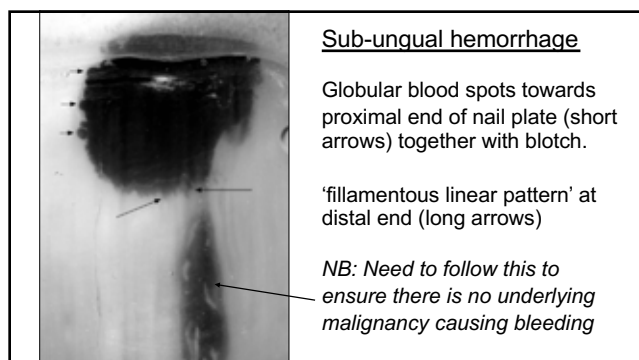 Sub-ungual hemorrhage
Globular blood spots towards
proximal end of nail plate (short
arrows) together with blotch.
‘fillamentous linear pattern’ at
distal end (long arrows)
NB: Need to follow this to
ensure there is no underlying
malignancy causing bleeding